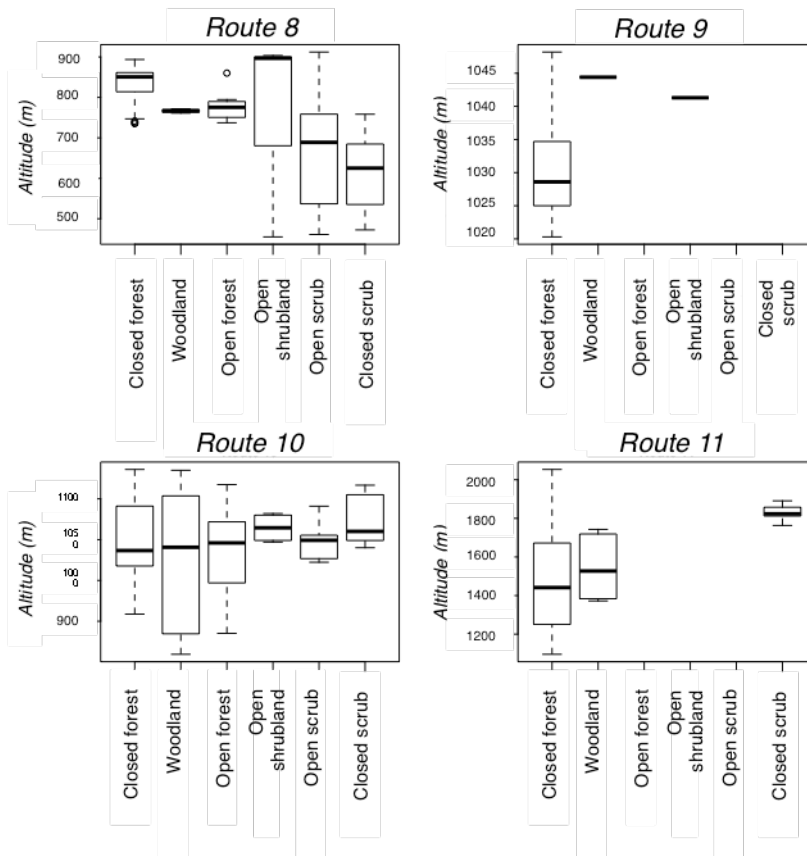 Route 8
Altitude (m)
900
800
700
600
500
Closed forest
Woodland
Open forest
Open
shrubland
Open scrub
Closed scrub
Route 9
Altitude (m)
1045
1040
1035
1030
1025
1020
Closed forest
Woodland
Open forest
Open
shrubland
Open scrub
Closed
scrub
Route 10
Altitude (m)
1100
105
0
100
0
900
Closed forest
Woodland
Open forest
Open
shrubland
Open scrub
Closed scrub
Route 11
Altitude (m)
2000
1800
1600
1400
1200
Closed forest
Woodland
Open forest
Open
shrubland
Open scrub
Closed scrub